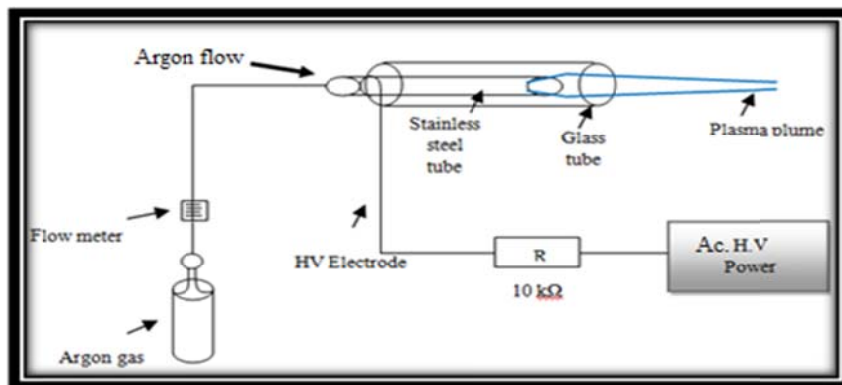 Argon flow
Stainless
steel
tube
Glass
tube
Plasma plume
Flow meter
HV Electrode
R
10 kΩ
Ac. H.V
Power
Argon gas